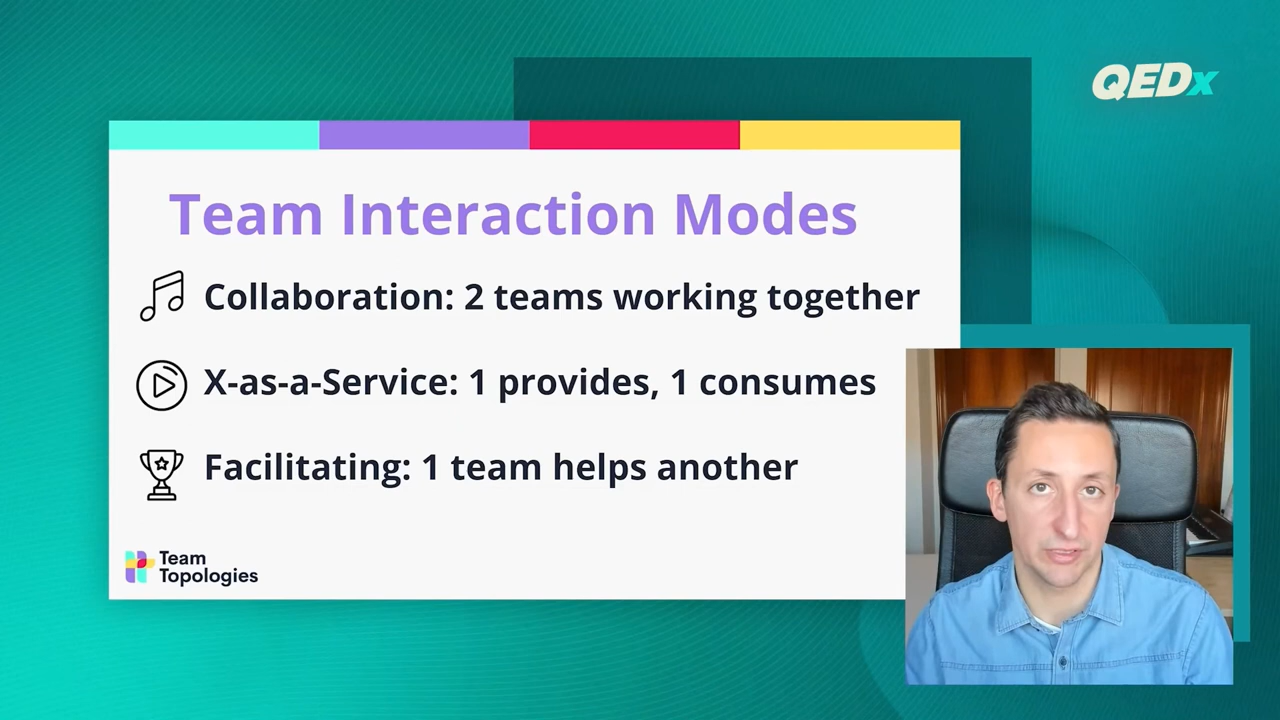 QEDx
Team Interaction Modes
Collaboration: 2 teams working together
X-as-a-Service: 1 provides, 1 consumes
Facilitating: 1 team helps another
Team
Topologies